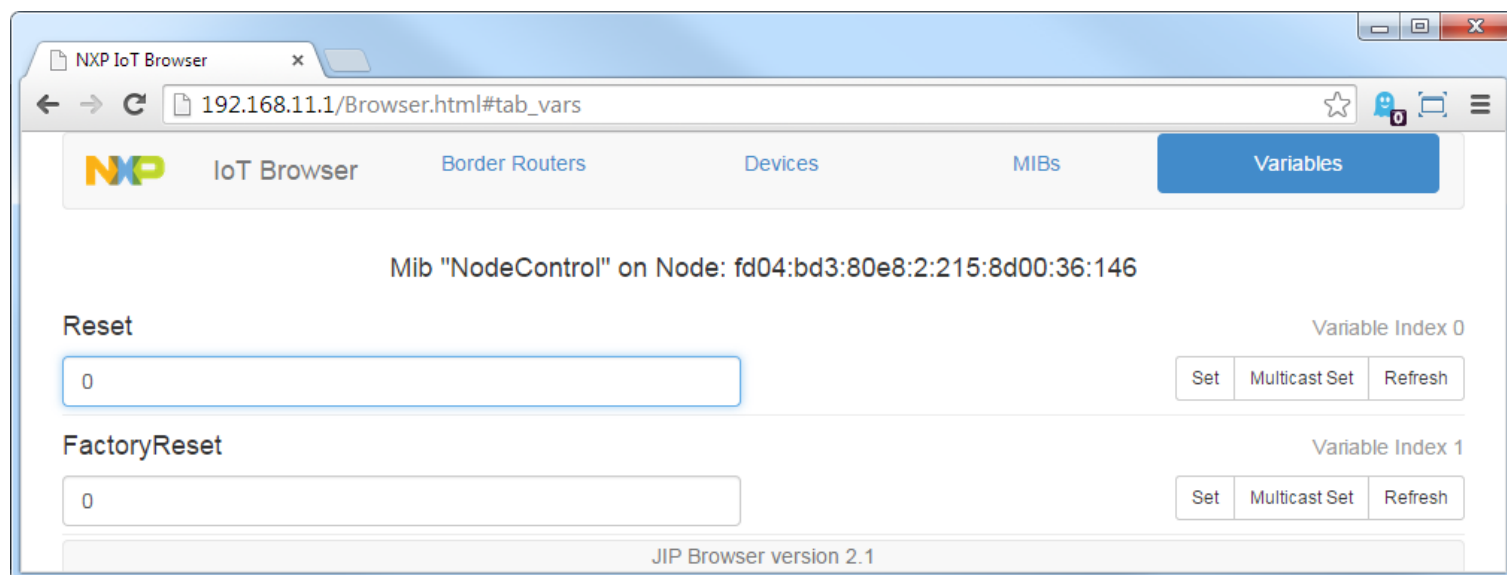 NXP IoT Browser
192.168.11.1/Browser.html#tab_vars
0
NXP IoT Browser Border Routers Devices MIBs Variables
Mib "NodeControl" on Node: fd04:bd3:80e8:2:215:8d00:36:146
Reset Variable Index 0
0 Set Multicast Set Refresh
FactoryReset Variable Index 1
0 Set Multicast Set Refresh
JIP Browser version 2.1